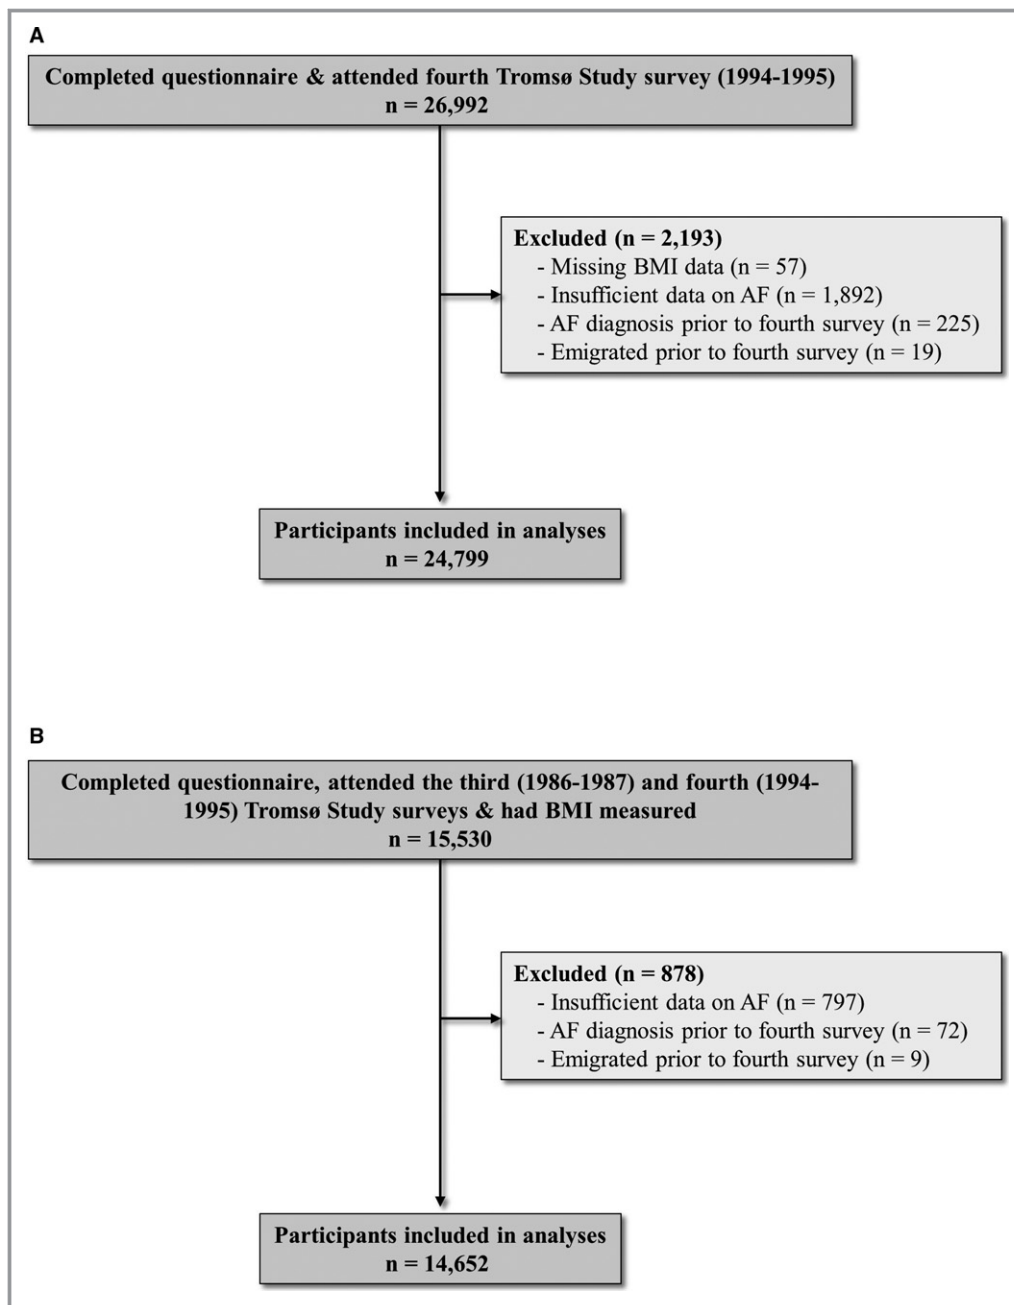 A
Completed questionnaire & attended fourth Tromsø Study survey (1994-1995)
n = 26,992
Excluded (n = 2,193)
- Missing BMI data (n = 57)
- Insufficient data on AF (n = 1,892)
- AF diagnosis prior to fourth survey (n = 225)
- Emigrated prior to fourth survey (n = 19)
Participants included in analyses
n = 24,799
B
Completed questionnaire, attended the third (1986-1987) and fourth (1994-
1995) Tromsø Study surveys & had BMI measured
n = 15,530
Excluded (n = 878)
- Insufficient data on AF (n = 797)
- AF diagnosis prior to fourth survey (n = 72)
- Emigrated prior to fourth survey (n = 9)
Participants included in analyses
n = 14,652